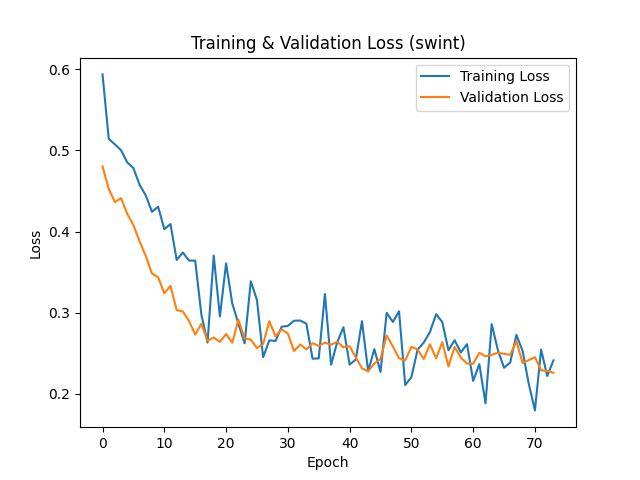 Training & Validation Loss (swint)
Training Loss
Validation Loss
0.6
0.5
0.4
0.3
0.2
Loss
0 10 20 30 40 50 60 70
Epoch